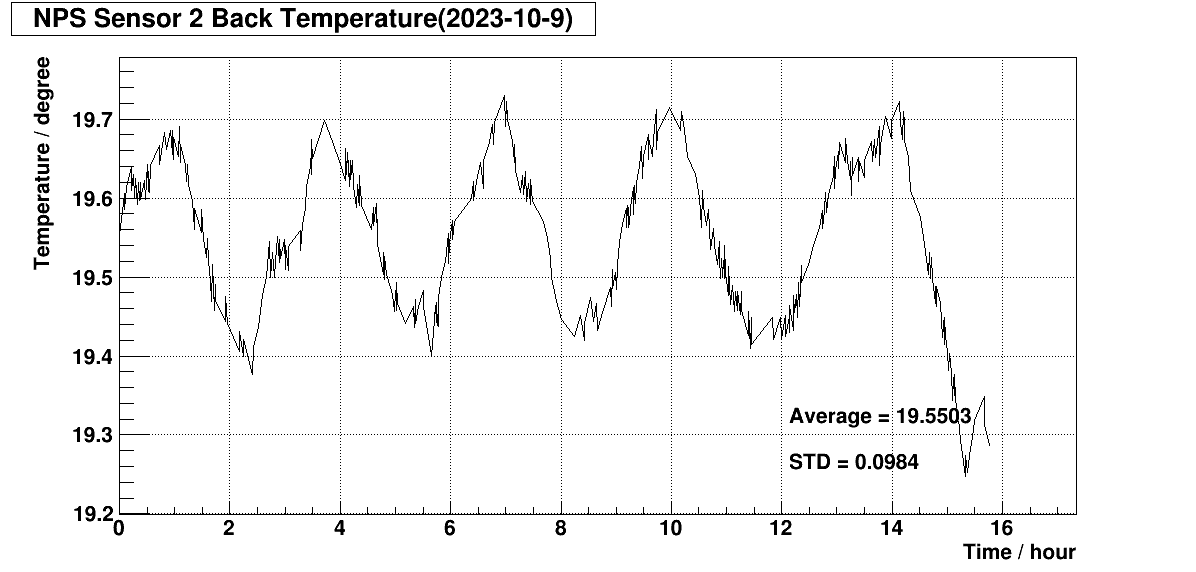 NPS Sensor 2 Back Temperature(2023-10-9)
Temperature / degree
19.7
19.6
19.5
19.4
19.3
19.2
Average = 19.5503
STD = 0.0984
0 2 4 6 8 10 12 14 16
Time / hour